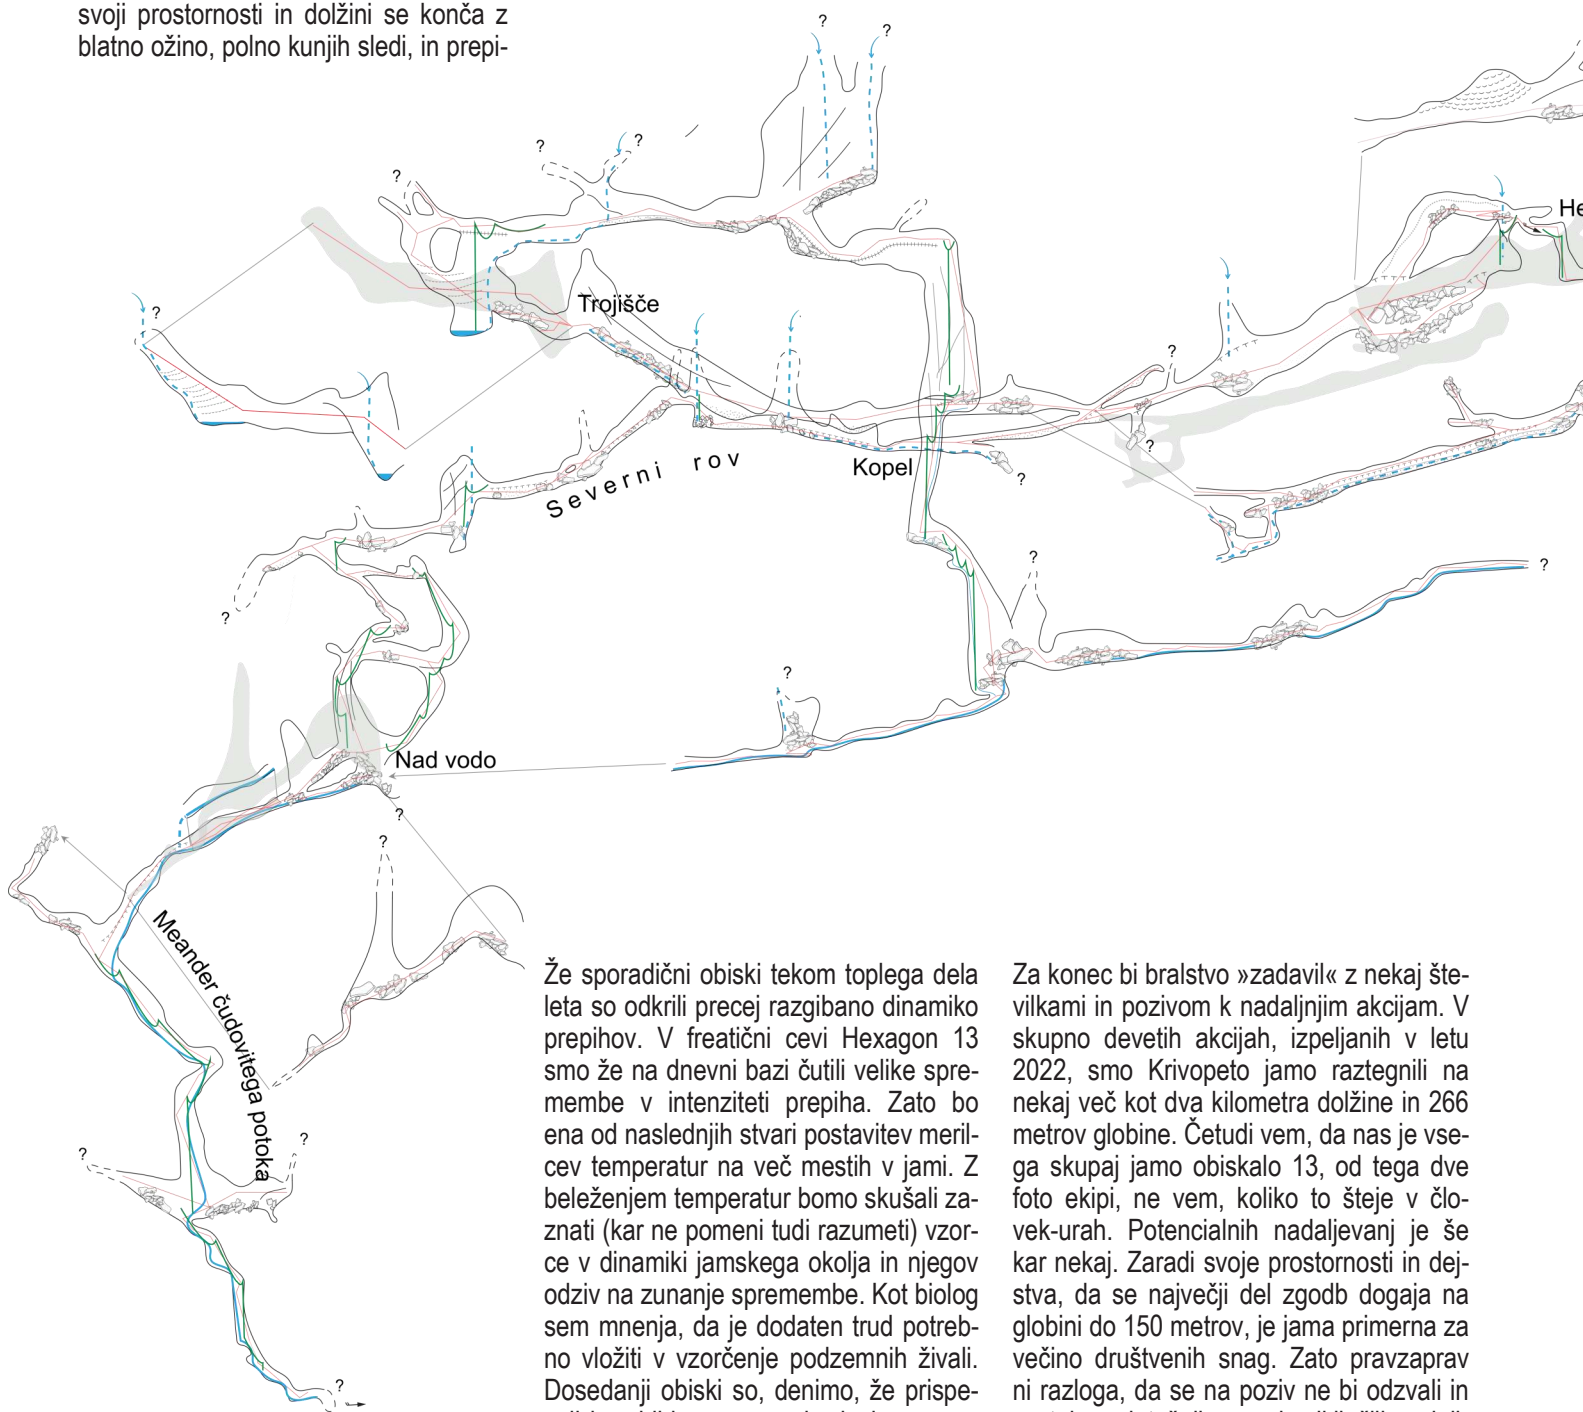 svoji prostornosti in dolžini se konča z
blatno ožino, polno kunjih sledi, in prepi-
?
?
?
?
?
?
He
Trojišče
?
?
Severni rov
Kopel
?
?
?
?
?
?
Nad vodo
?
?
Meander čudovitega potoka
?
?
?
Že sporadični obiski tekom toplega dela
leta so odkrili precej razgibano dinamiko
prepihov. V freatični cevi Hexagon 13
smo že na dnevni bazi čutili velike spre-
membe v intenziteti prepiha. Zato bo
ena od naslednjih stvari postavitev meril-
cev temperatur na več mestih v jami. Z
beleženjem temperatur bomo skušali za-
znati (kar ne pomeni tudi razumeti) vzor-
ce v dinamiki jamskega okolja in njegov
odziv na zunanje spremembe. Kot biolog
sem mnenja, da je dodaten trud potreb-
no vložiti v vzorčenje podzemnih živali.
Dosedanji obiski so, denimo, že prispe-
Za konec bi bralstvo »zadavil« z nekaj šte-
vilkami in pozivom k nadaljnjim akcijam. V
skupno devetih akcijah, izpeljanih v letu
2022, smo Krivopeto jamo raztegnili na
nekaj več kot dva kilometra dolžine in 266
metrov globine. Četudi vem, da nas je vse-
ga skupaj jamo obiskalo 13, od tega dve
foto ekipi, ne vem, koliko to šteje v člo-
vek-urah. Potencialnih nadaljevanj je še
kar nekaj. Zaradi svoje prostornosti in dej-
stva, da se največji del zgodb dogaja na
globini do 150 metrov, je jama primerna za
večino društvenih snag. Zato pravzaprav
ni razloga, da se na poziv ne bi odzvali in